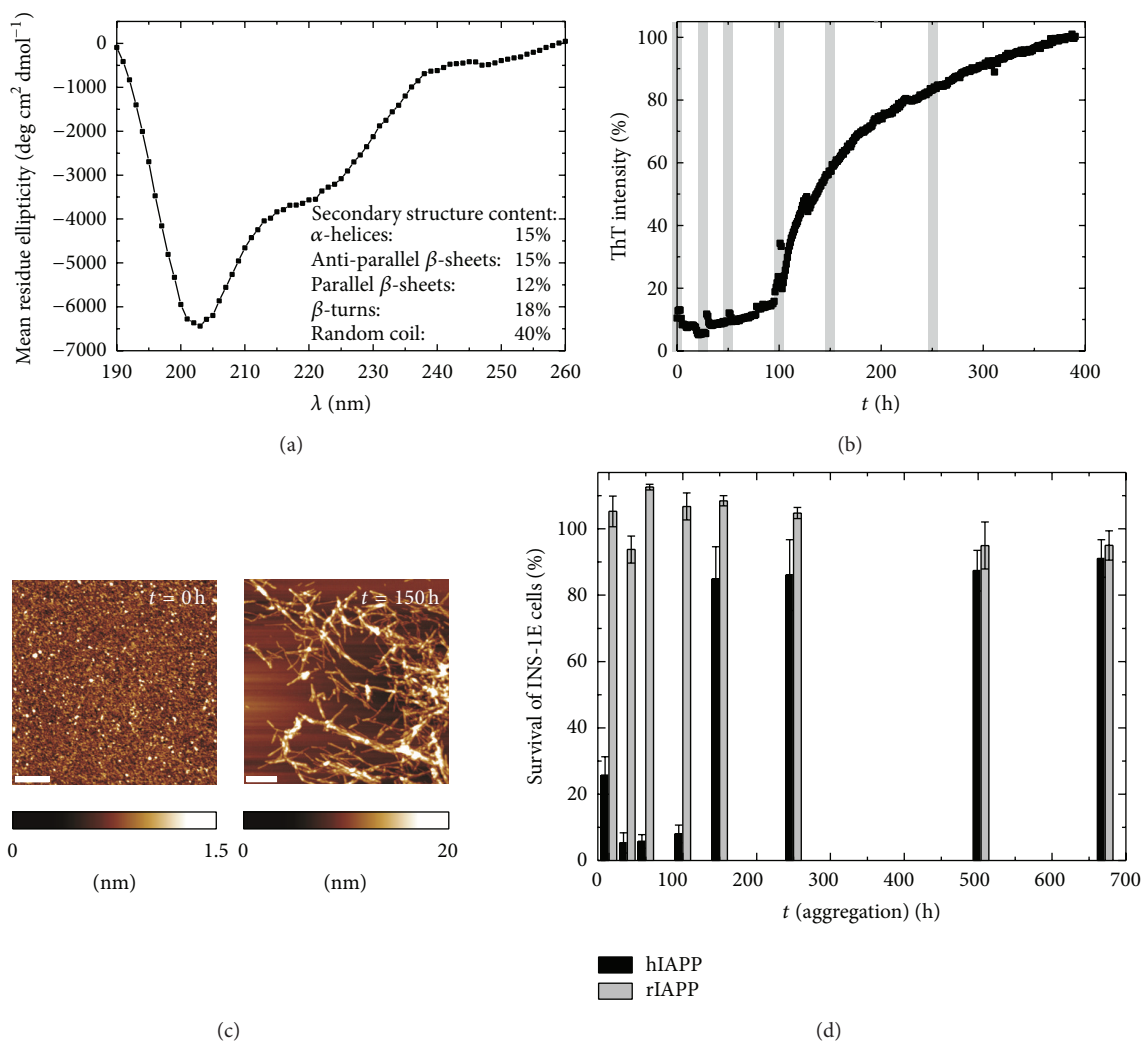 0
−1000
−2000
−3000
−4000
−5000
−6000
−7000
Mean residue ellipticity (deg cm² dmol⁻¹)
Secondary structure content:
α-helices: 15%
Anti-parallel β-sheets: 15%
Parallel β-sheets: 12%
β-turns: 18%
Random coil: 40%
190 200 210 220 230 240 250 260
λ (nm)
(a)
100
80
60
40
20
0
ThT intensity (%)
0 100 200 300 400
t (h)
(b)
t = 0 h
t = 150 h
0 1.5
(nm)
0 20
(nm)
(c)
100
80
60
40
20
0
Survival of INS-1E cells (%)
0 100 200 300 400 500 600 700
t (aggregation) (h)
hIAPP
rIAPP
(d)